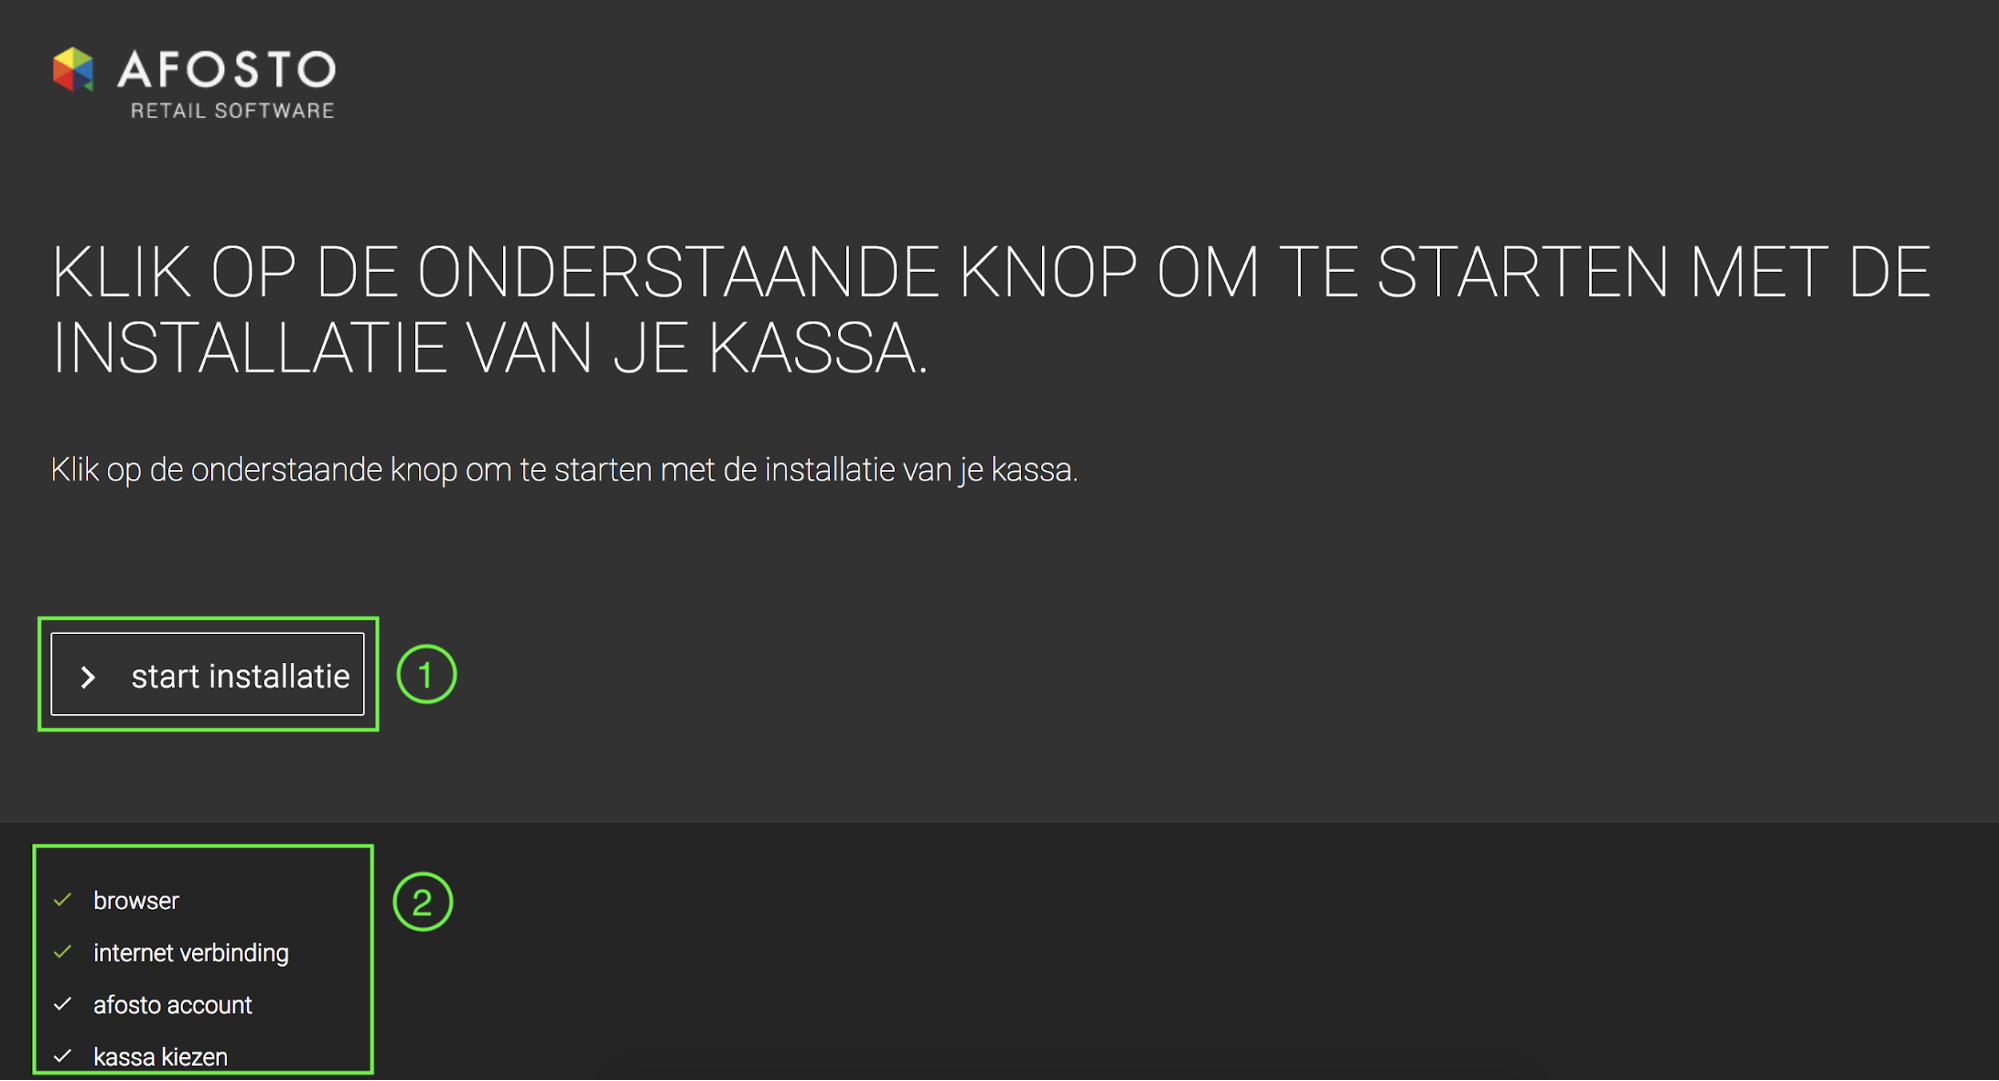 AFOSTO
RETAIL SOFTWARE
KLIK OP DE ONDERSTAANDE KNOP OM TE STARTEN MET DE
INSTALLATIE VAN JE KASSA.
Klik op de onderstaande knop om te starten met de installatie van je kassa.
start installatie
1
browser
2
internet verbinding
afosto account
kassa kiezen